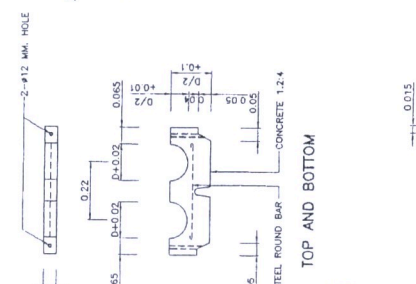 2-ø12 MM. HOLE
0.22
0.065
D+0.02
D+0.02
65
D/2
+0.01
0.04
D/2
+0.1
0.05
0.05
CONCRETE 1:2:4
TEEL ROUND BAR
TOP AND BOTTOM
0.015